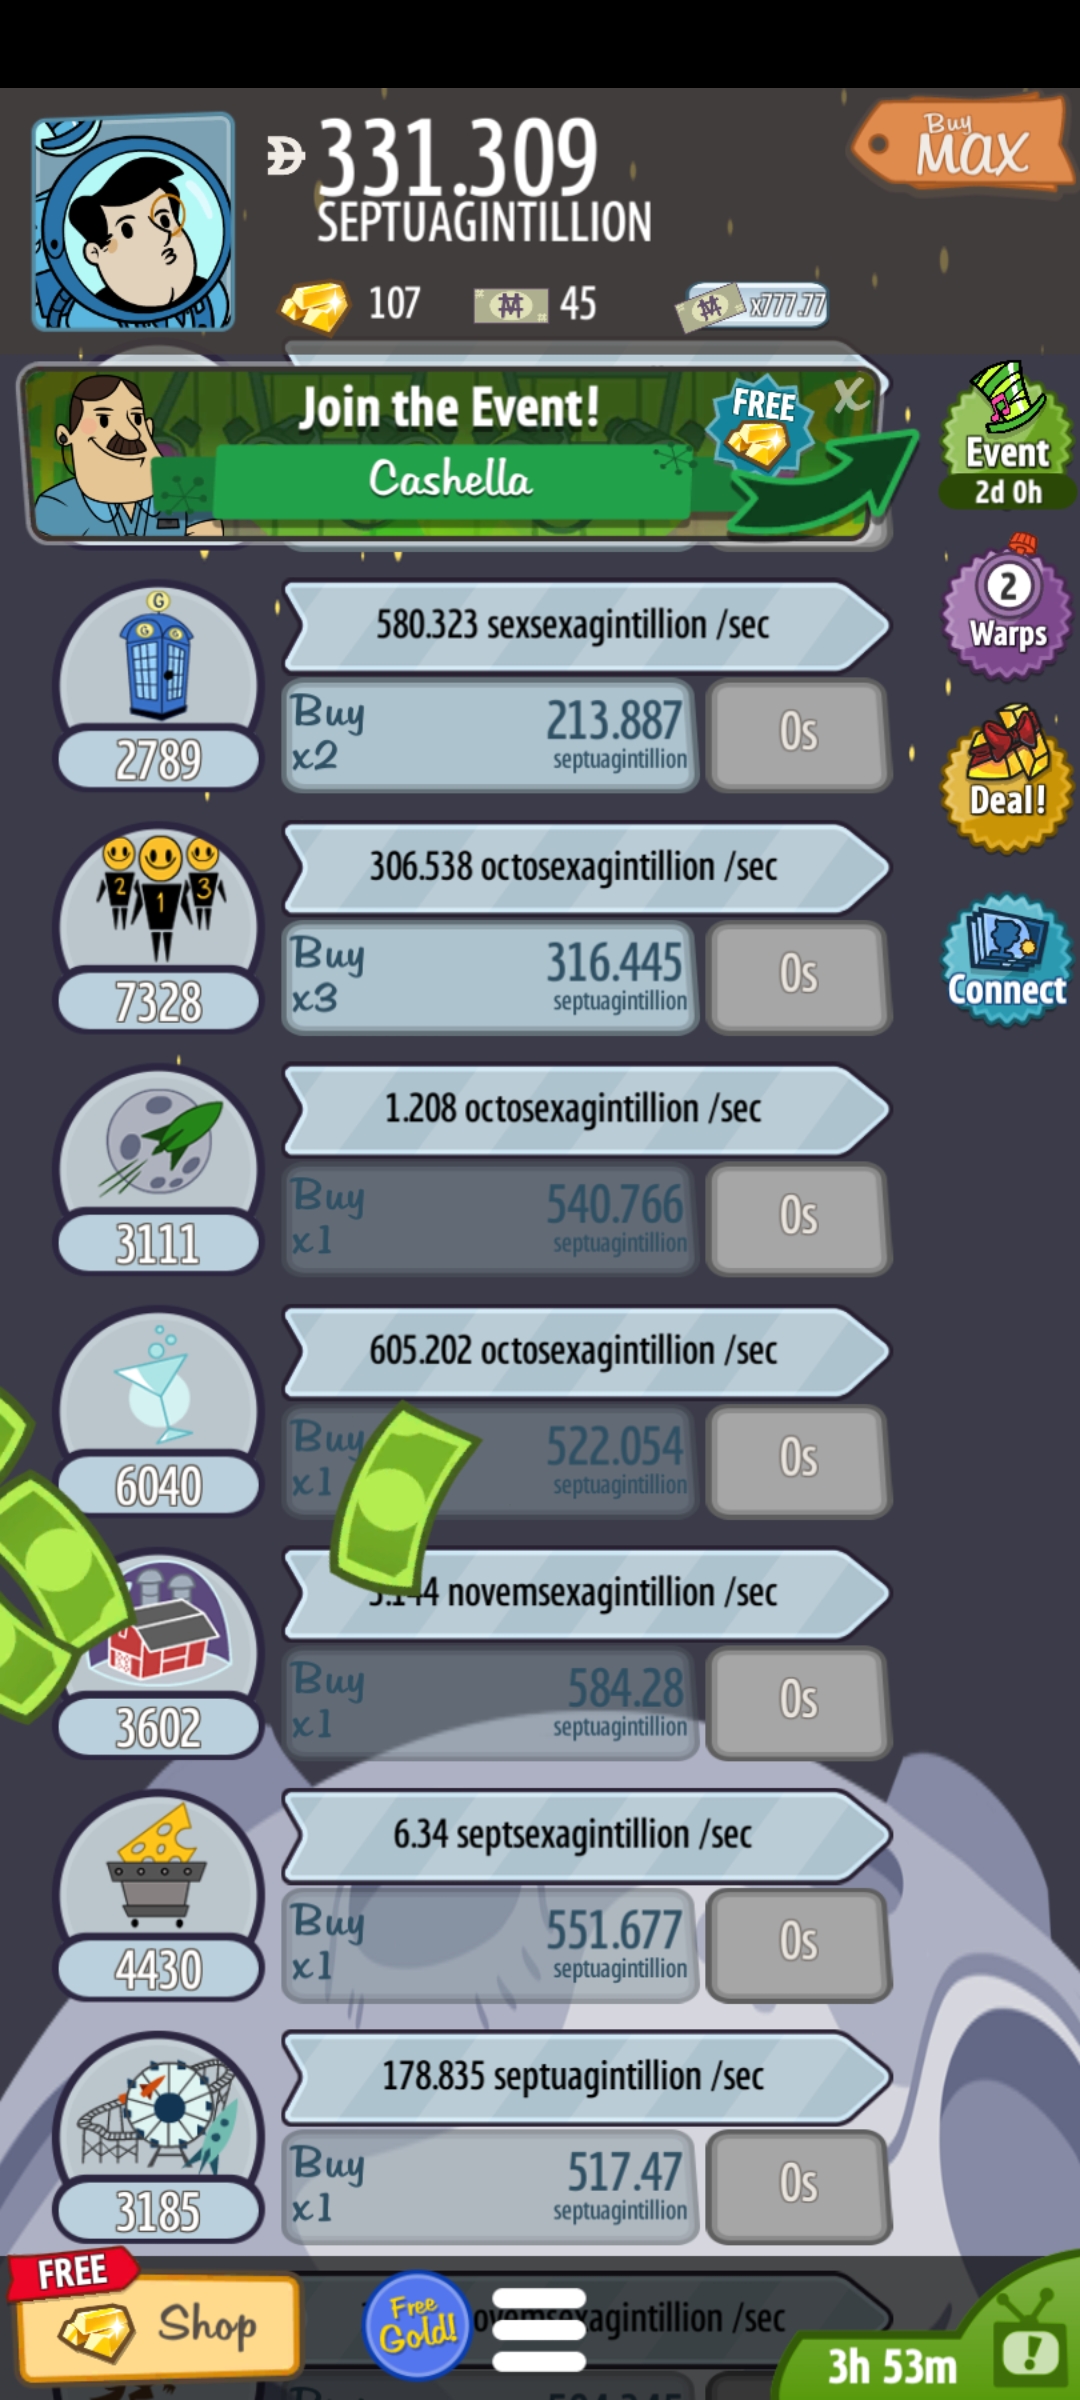 331.309
SEPTUAGINTILLION
Buy
MAX
107
45
x777.77
Join the Event!
FREE
X
Cashella
Event
2d 0h
580.323 sexsexagintillion /sec
Buy
x2
213.887
septuagintillion
0s
2789
2
Warps
306.538 octosexagintillion /sec
Buy
x3
316.445
septuagintillion
0s
2 1 3
7328
Deal!
Connect
1.208 octosexagintillion /sec
Buy
x1
540.766
septuagintillion
0s
3111
605.202 octosexagintillion /sec
Buy
x1
522.054
septuagintillion
0s
6040
novemsexagintillion /sec
Buy
x1
584.28
septuagintillion
0s
3602
6.34 septsexagintillion /sec
Buy
x1
551.677
septuagintillion
0s
4430
178.835 septuagintillion /sec
Buy
x1
517.47
septuagintillion
0s
3185
FREE
Shop
Free
Gold!
/sec
3h 53m